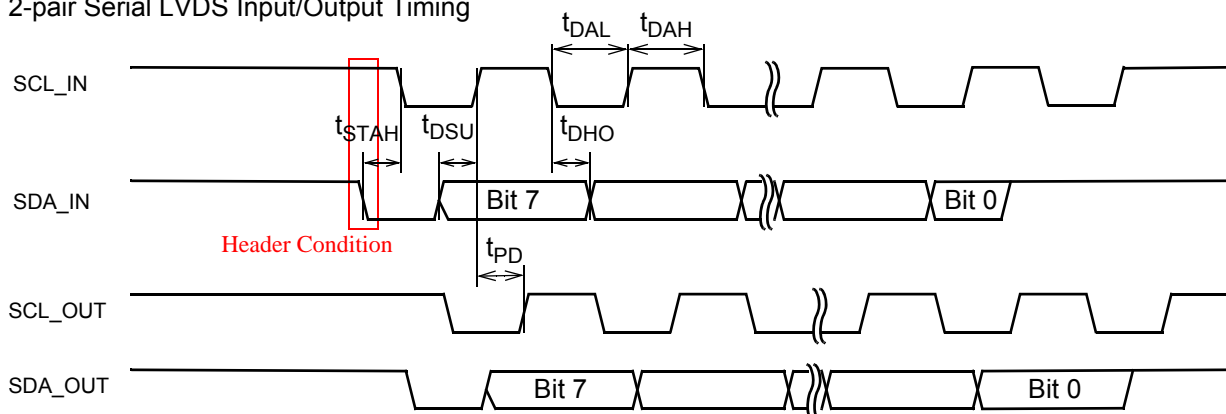 2-pair Serial LVDS Input/Output Timing
tDAL tDAH
SCL_IN
tSTAH tDSU tDHO
SDA_IN Bit 7 Bit 0
Header Condition
tPD
SCL_OUT
SDA_OUT Bit 7 Bit 0